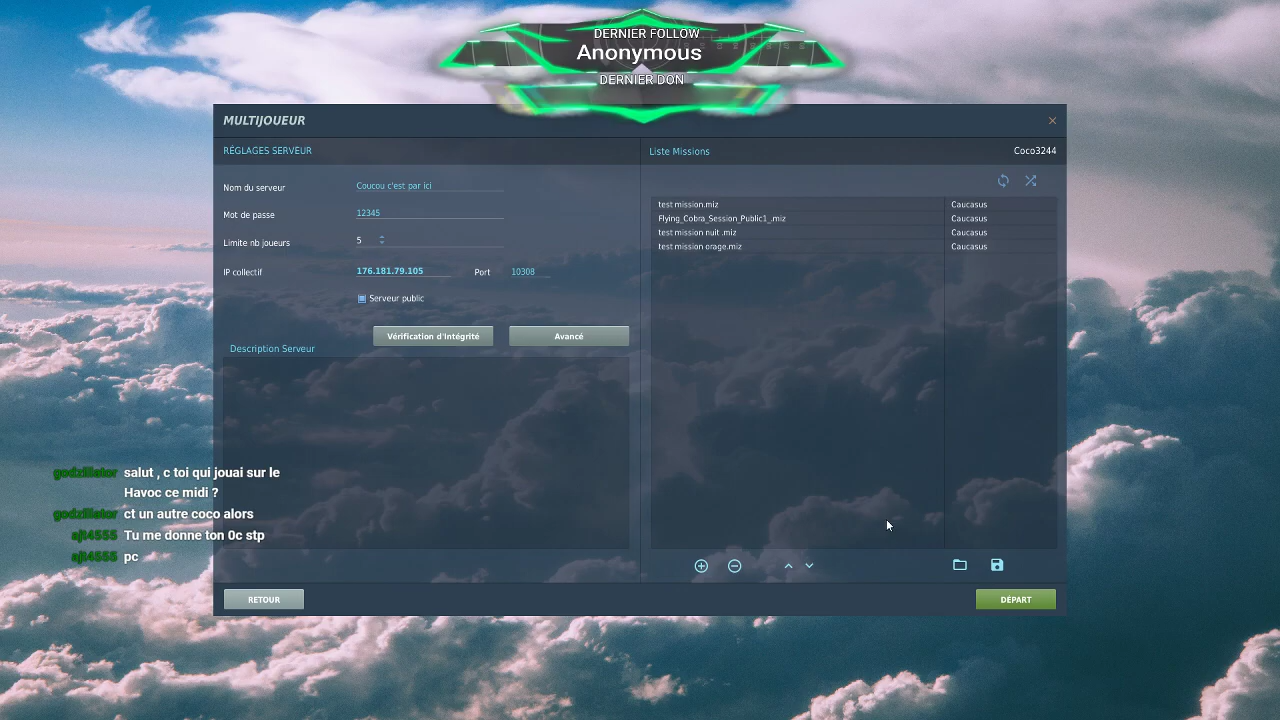 DERNIER FOLLOW
Anonymous
DERNIER DON
MULTIJOUEUR
RÉGLAGES SERVEUR
Liste Missions
Coco3244
Nom du serveur
Coucou c'est par ici
Mot de passe
12345
Limite nb joueurs
5
IP collectif
176.181.79.105
Port
10308
Serveur public
Vérification d'Intégrité
Avancé
Description Serveur
test mission.miz
Caucasus
Flying_Cobra_Session_Public1_.miz
Caucasus
test mission nuit .miz
Caucasus
test mission orage.miz
Caucasus
godzillator salut , c toi qui jouai sur le
Havoc ce midi ?
godzillator ct un autre coco alors
ajt4555 Tu me donne ton 0c stp
ajt4555 pc
RETOUR
DÉPART